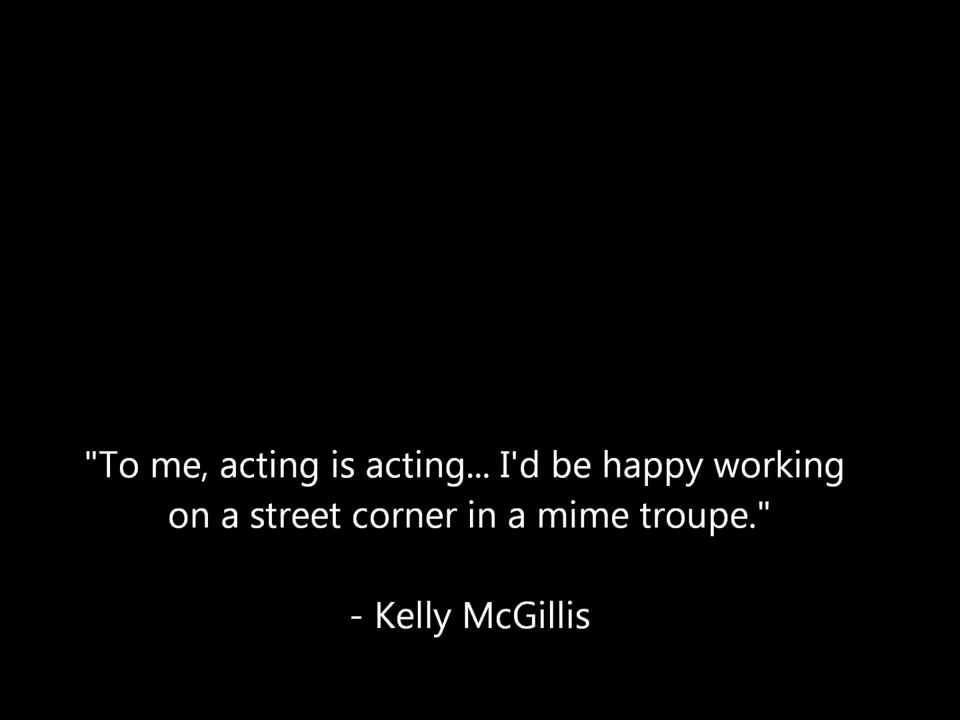 "To me, acting is acting... I'd be happy working
on a street corner in a mime troupe."
- Kelly McGillis